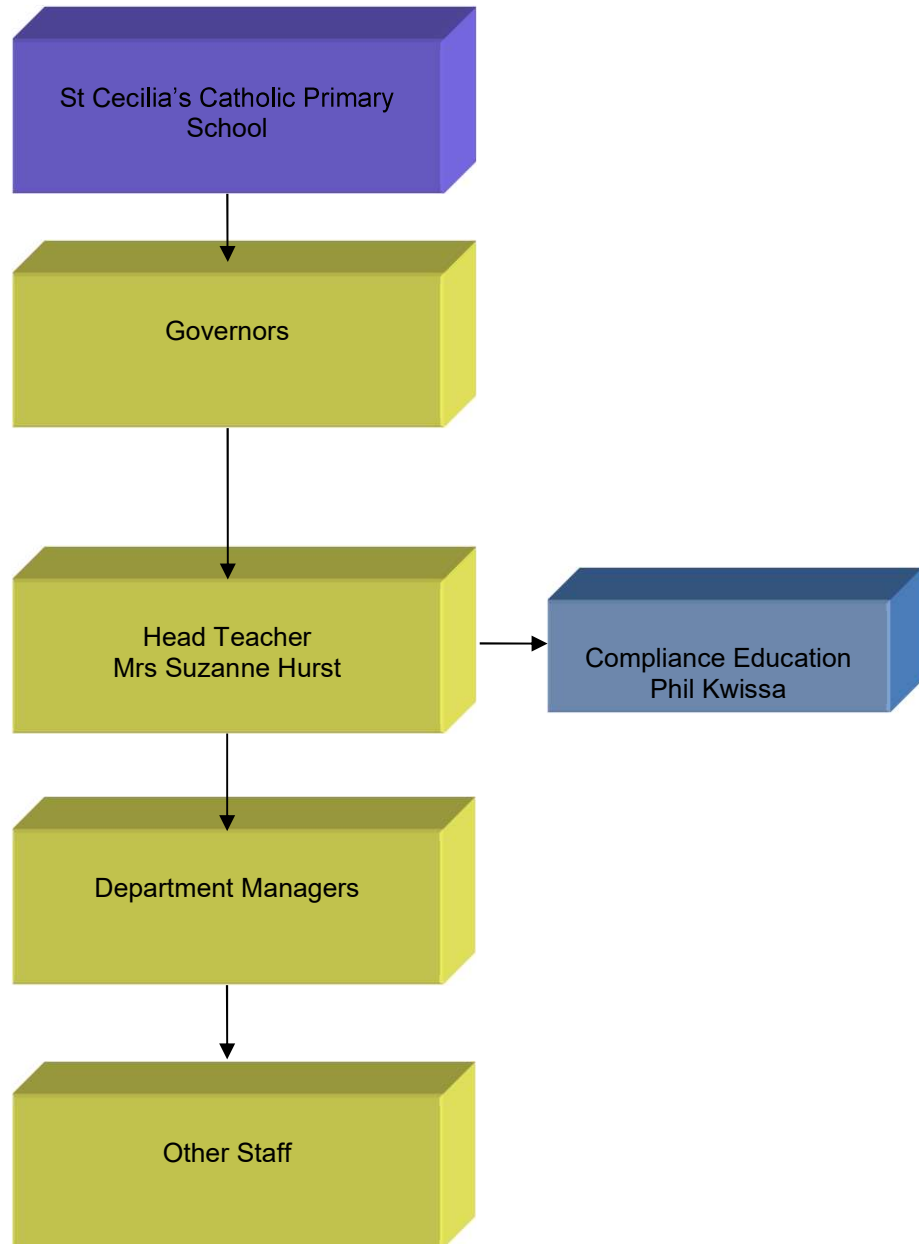 St Cecilia’s Catholic Primary
School
Governors
Head Teacher
Mrs Suzanne Hurst
Compliance Education
Phil Kwissa
Department Managers
Other Staff